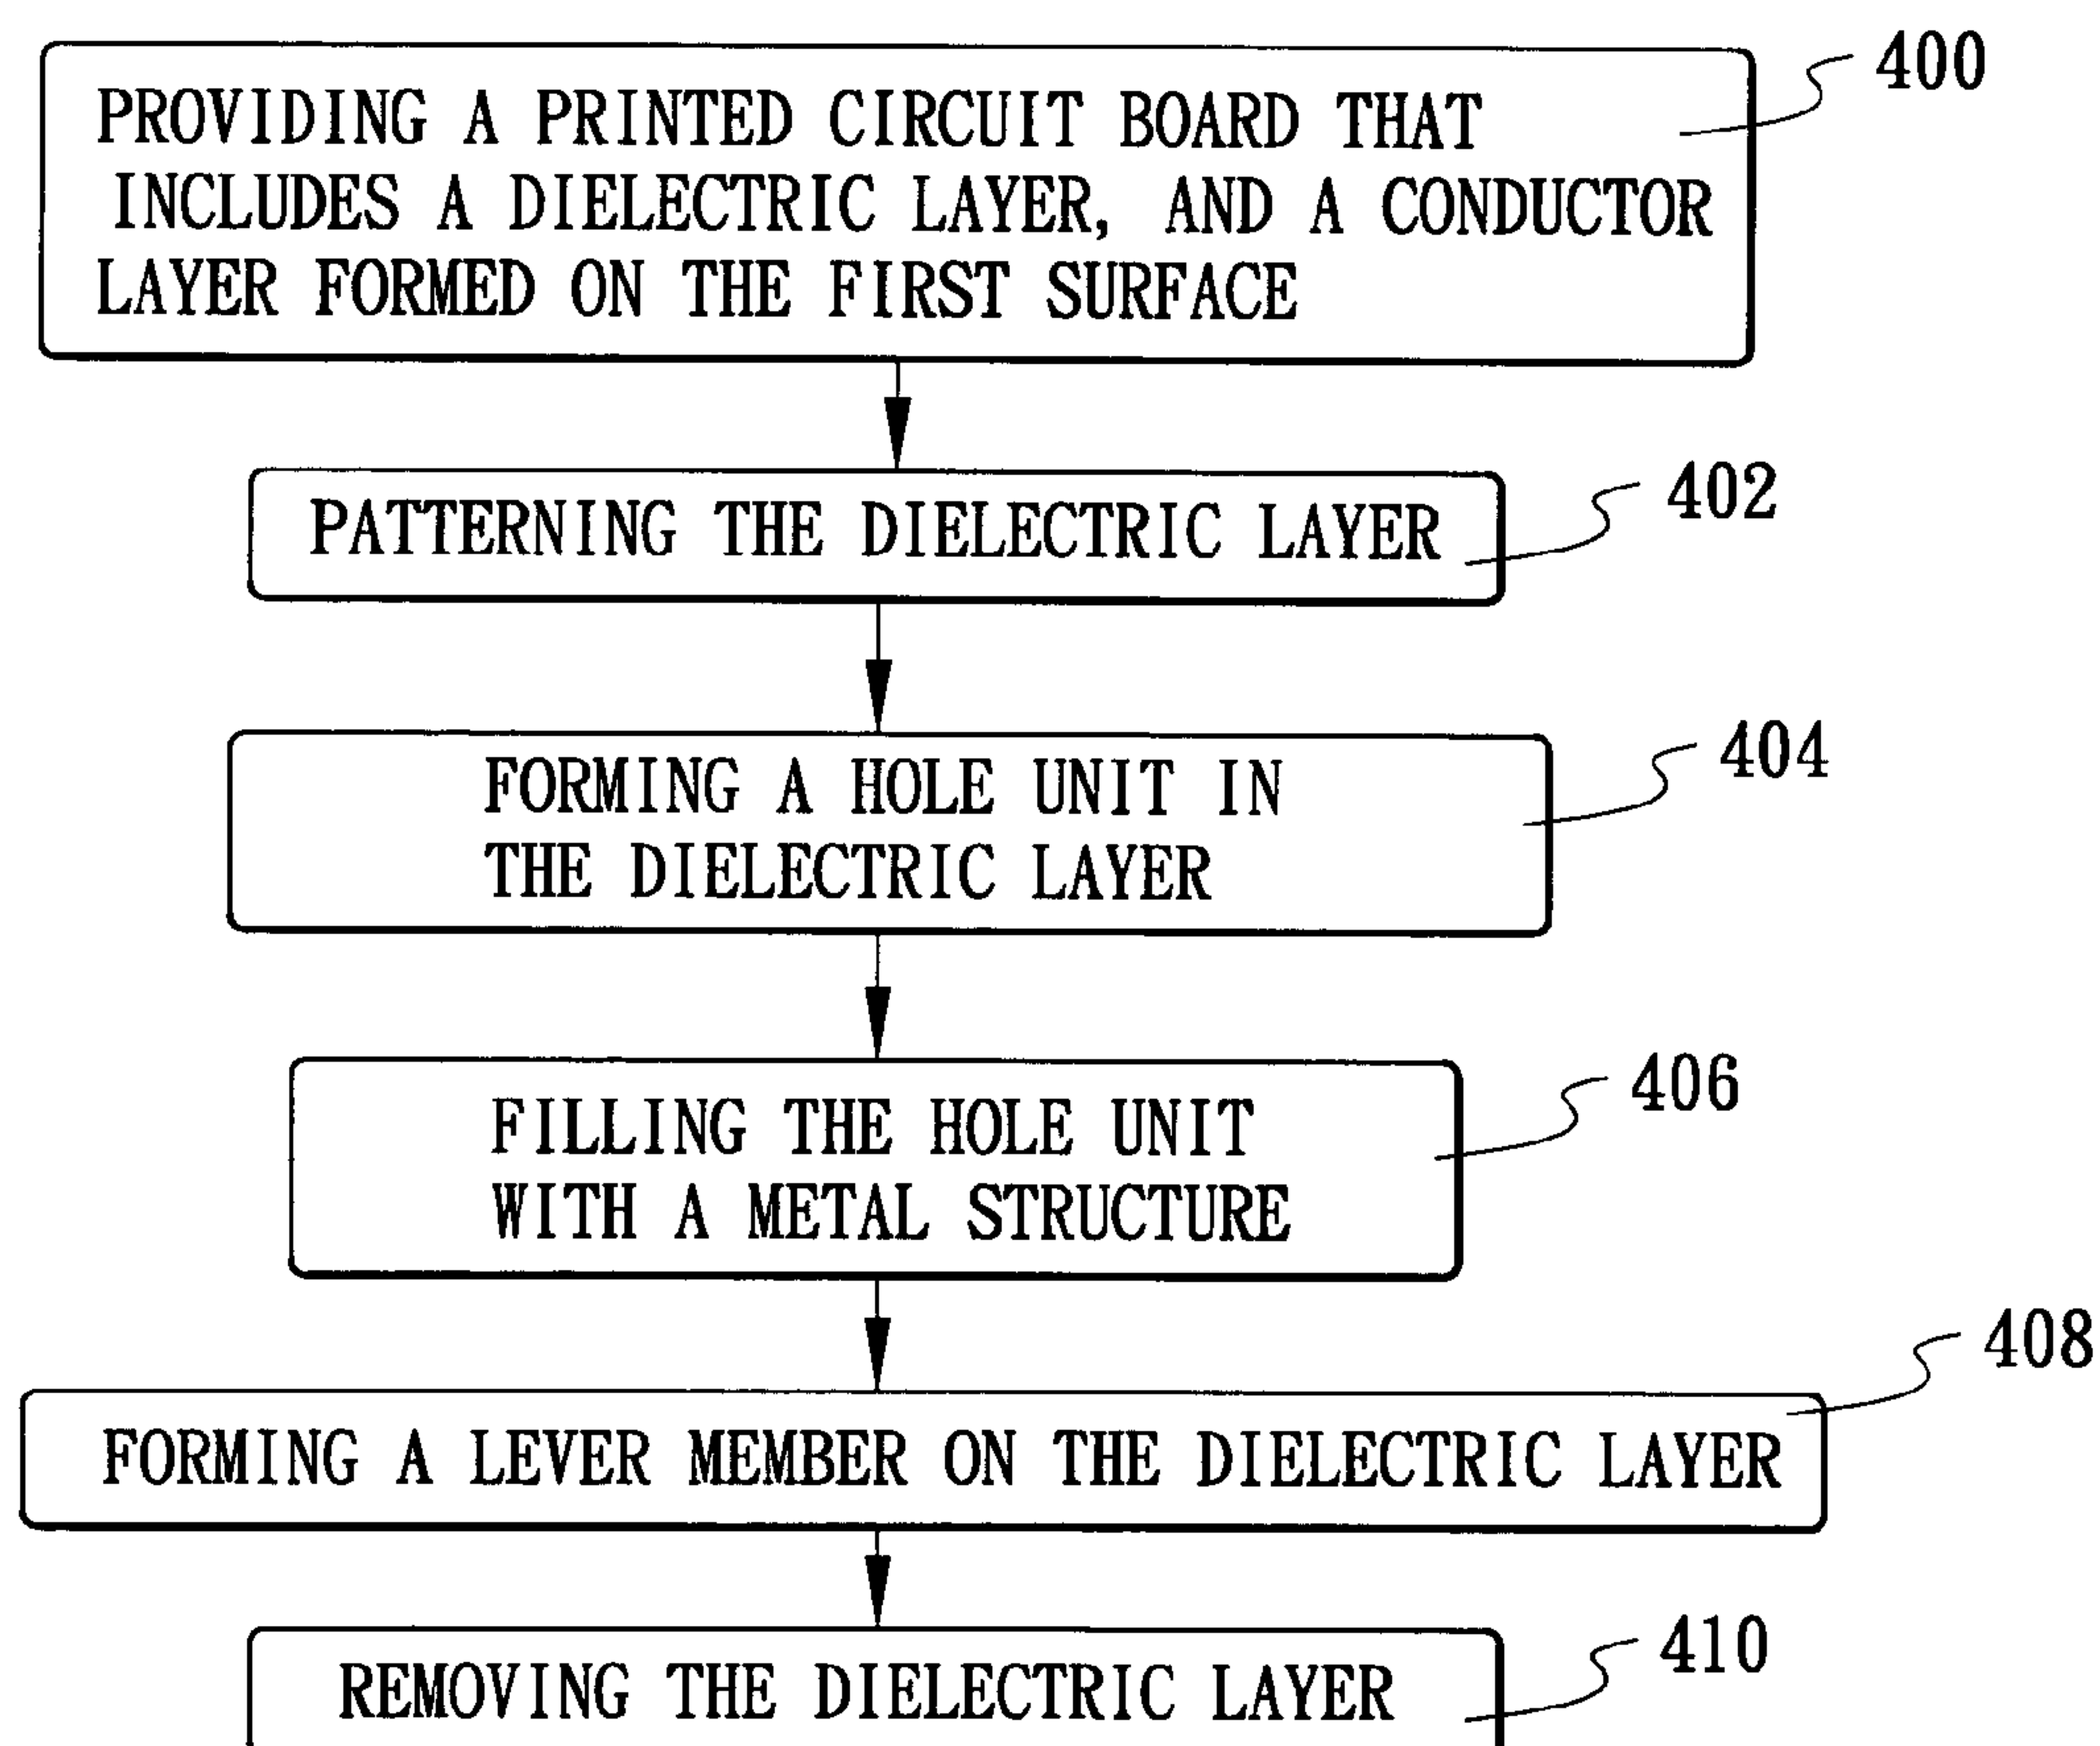 400
PROVIDING A PRINTED CIRCUIT BOARD THAT
INCLUDES A DIELECTRIC LAYER, AND A CONDUCTOR
LAYER FORMED ON THE FIRST SURFACE
402
PATTERNING THE DIELECTRIC LAYER
404
FORMING A HOLE UNIT IN
THE DIELECTRIC LAYER
406
FILLING THE HOLE UNIT
WITH A METAL STRUCTURE
408
FORMING A LEVER MEMBER ON THE DIELECTRIC LAYER
410
REMOVING THE DIELECTRIC LAYER